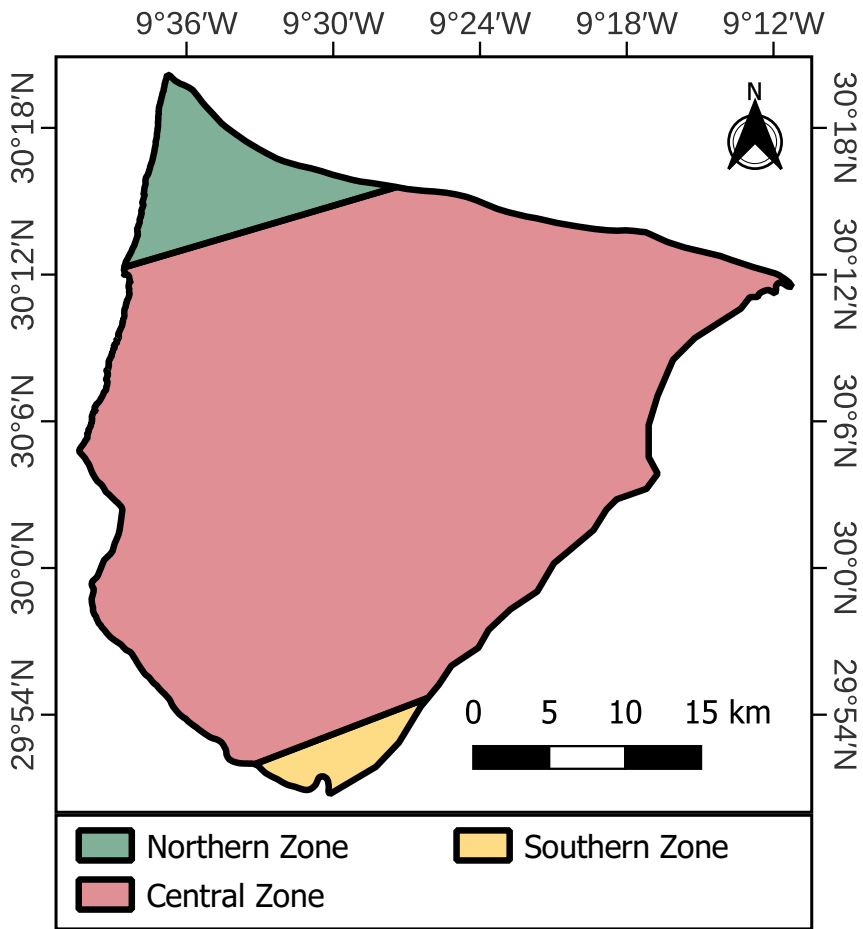 9°36′W 9°30′W 9°24′W 9°18′W 9°12′W
N
30°18′N 30°18′N
30°12′N 30°12′N
30°6′N 30°6′N
30°0′N 30°0′N
29°54′N 29°54′N
0 5 10 15 km
Northern Zone Southern Zone
Central Zone